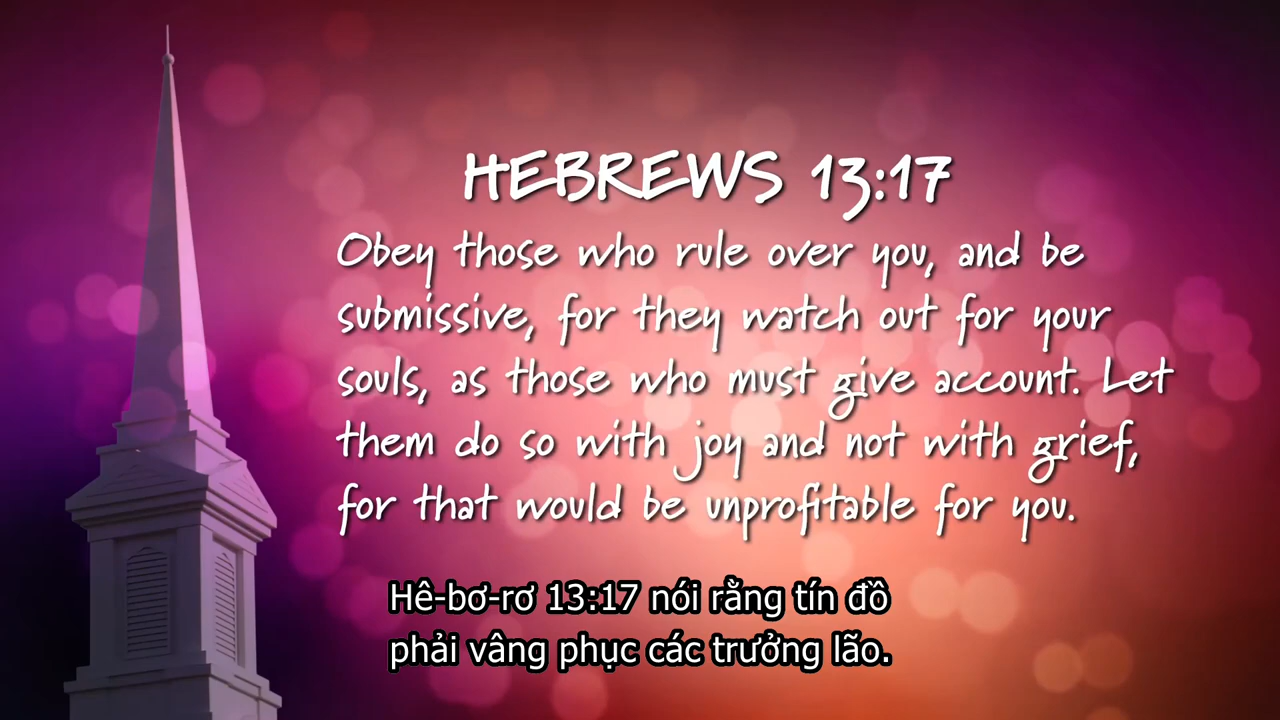 HEBREWS 13:17
Obey those who rule over you, and be
submissive, for they watch out for your
souls, as those who must give account. Let
them do so with joy and not with grief,
for that would be unprofitable for you.
Hê-bơ-rơ 13:17 nói rằng tín đồ
phải vâng phục các trưởng lão.